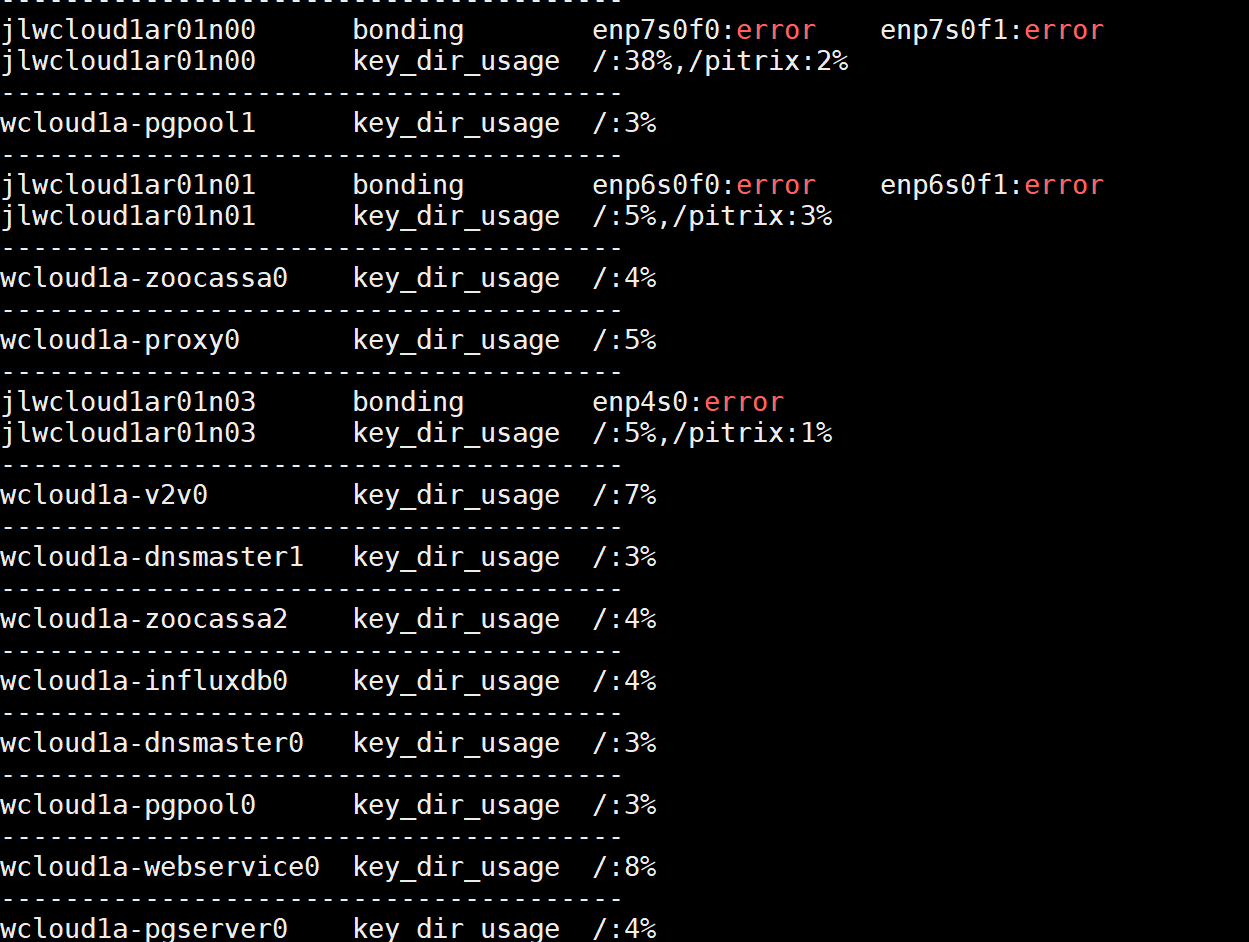 ---------------------------------------
jlwcloud1ar01n00      bonding        enp7s0f0:error    enp7s0f1:error
jlwcloud1ar01n00      key_dir_usage  /:38%,/pitrix:2%
---------------------------------------
wcloud1a-pgpool1      key_dir_usage  /:3%
---------------------------------------
jlwcloud1ar01n01      bonding        enp6s0f0:error    enp6s0f1:error
jlwcloud1ar01n01      key_dir_usage  /:5%,/pitrix:3%
---------------------------------------
wcloud1a-zoocassa0    key_dir_usage  /:4%
---------------------------------------
wcloud1a-proxy0       key_dir_usage  /:5%
---------------------------------------
jlwcloud1ar01n03      bonding        enp4s0:error
jlwcloud1ar01n03      key_dir_usage  /:5%,/pitrix:1%
---------------------------------------
wcloud1a-v2v0         key_dir_usage  /:7%
---------------------------------------
wcloud1a-dnsmaster1   key_dir_usage  /:3%
---------------------------------------
wcloud1a-zoocassa2    key_dir_usage  /:4%
---------------------------------------
wcloud1a-influxdb0    key_dir_usage  /:4%
---------------------------------------
wcloud1a-dnsmaster0   key_dir_usage  /:3%
---------------------------------------
wcloud1a-pgpool0      key_dir_usage  /:3%
---------------------------------------
wcloud1a-webservice0  key_dir_usage  /:8%
---------------------------------------
wcloud1a-pgserver0    key_dir_usage  /:4%